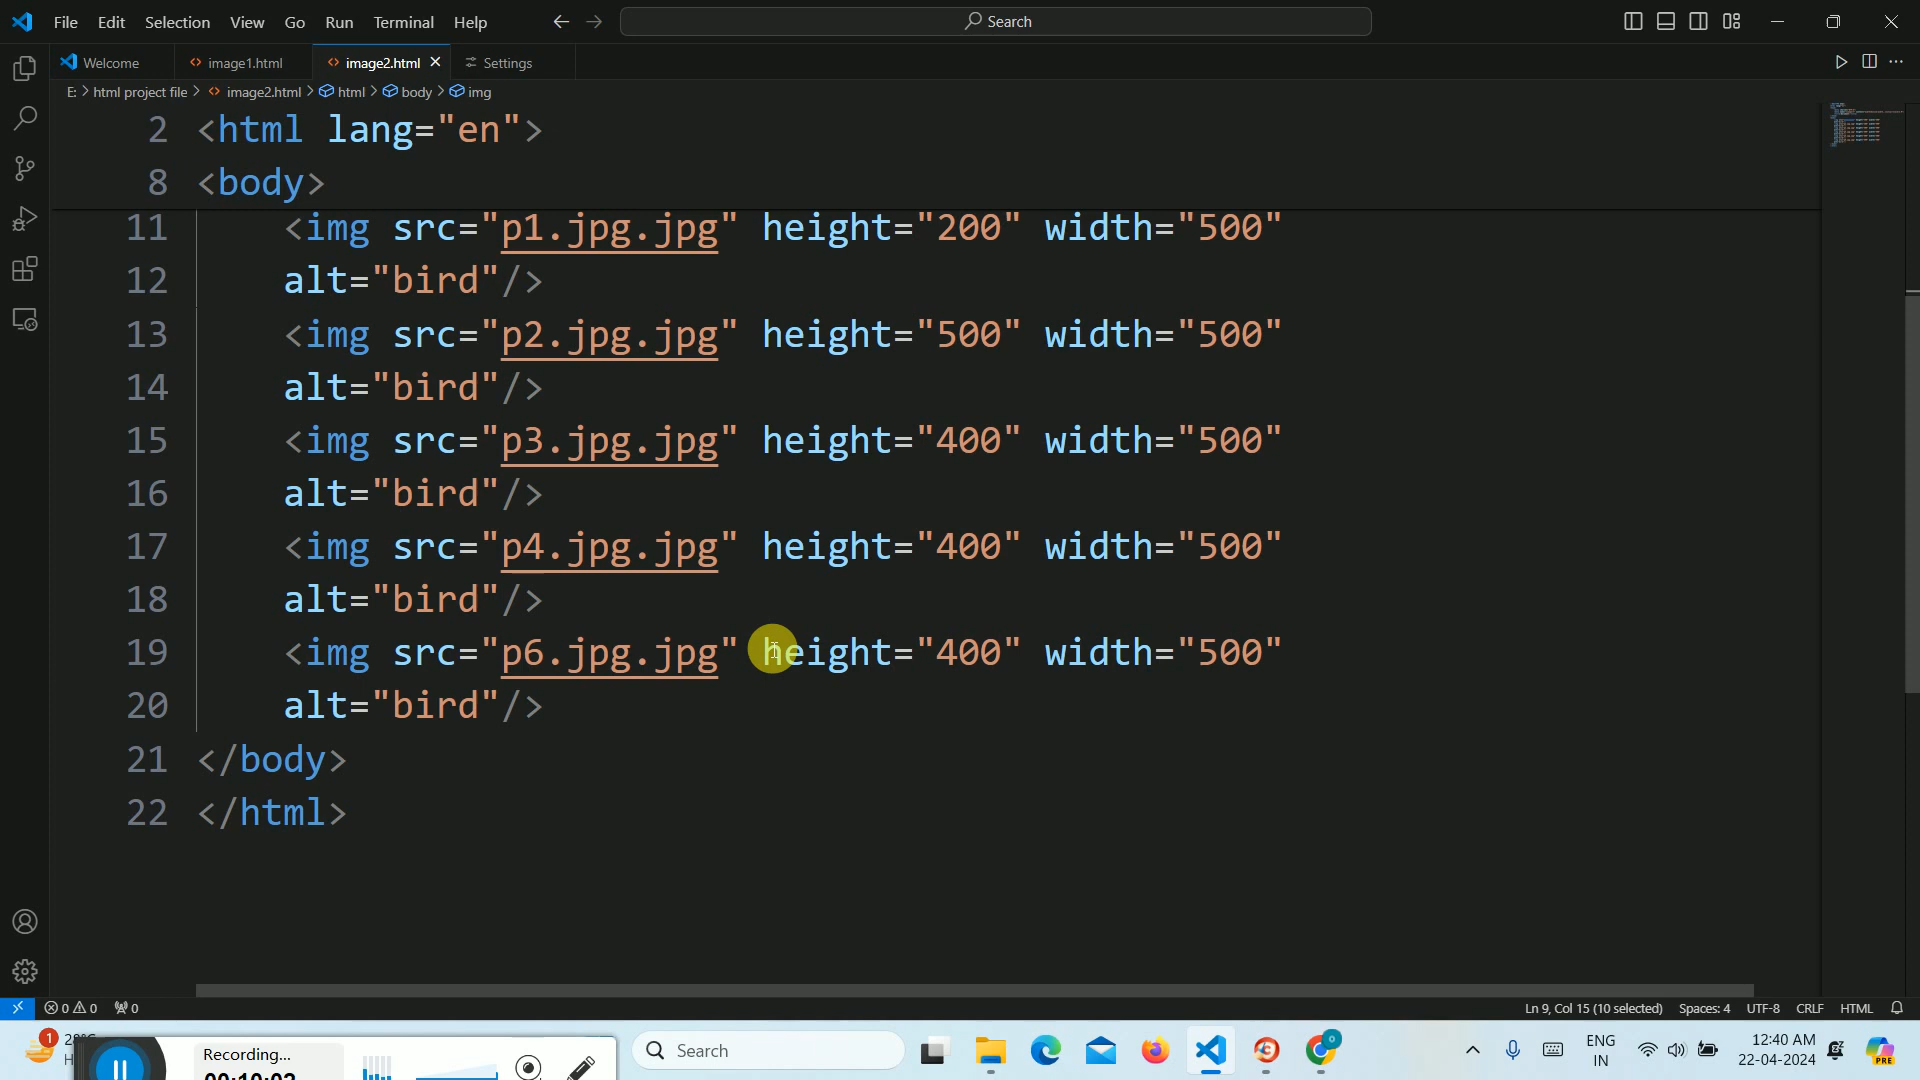 File Edit Selection View Go Run Terminal Help Search
Welcome image1.html image2.html Settings
E: > html project file > image2.html > html > body > img
2 <html lang="en">
8 <body>
11 <img src="p1.jpg.jpg" height="200" width="500"
12 alt="bird"/>
13 <img src="p2.jpg.jpg" height="500" width="500"
14 alt="bird"/>
15 <img src="p3.jpg.jpg" height="400" width="500"
16 alt="bird"/>
17 <img src="p4.jpg.jpg" height="400" width="500"
18 alt="bird"/>
19 <img src="p6.jpg.jpg" height="400" width="500"
20 alt="bird"/>
21 </body>
22 </html>
0 0 0 Ln 9, Col 15 (10 selected) Spaces: 4 UTF-8 CRLF HTML
1
Recording...
Search
ENG
IN
12:40 AM
22-04-2024
PRE